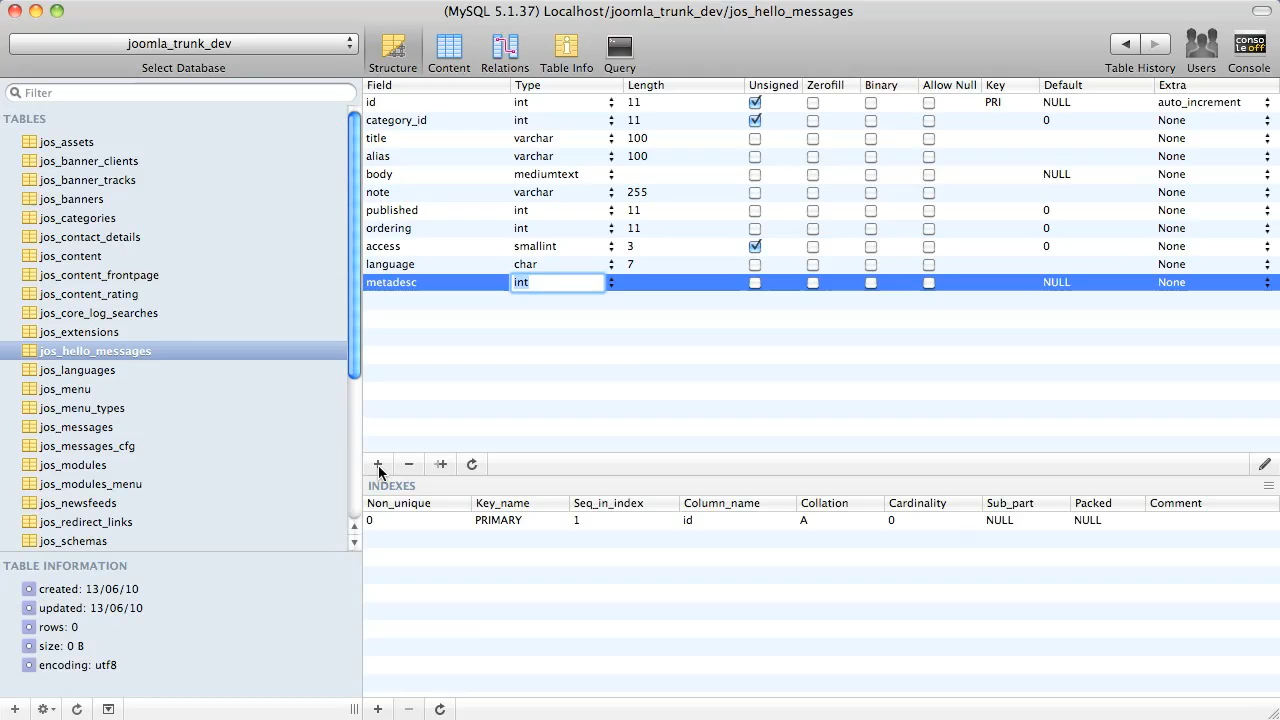 (MySQL 5.1.37) Localhost/joomla_trunk_dev/jos_hello_messages
joomla_trunk_dev
Select Database
Structure Content Relations Table Info Query
Table History Users Console
conso
le off
Filter
TABLES
jos_assets
jos_banner_clients
jos_banner_tracks
jos_banners
jos_categories
jos_contact_details
jos_content
jos_content_frontpage
jos_content_rating
jos_core_log_searches
jos_extensions
jos_hello_messages
jos_languages
jos_menu
jos_menu_types
jos_messages
jos_messages_cfg
jos_modules
jos_modules_menu
jos_newsfeeds
jos_redirect_links
jos_schemas
TABLE INFORMATION
created: 13/06/10
updated: 13/06/10
rows: 0
size: 0 B
encoding: utf8
Field Type Length Unsigned Zerofill Binary Allow Null Key Default Extra
id int 11 PRI NULL auto_increment
category_id int 11 0 None
title varchar 100 None
alias varchar 100 None
body mediumtext NULL None
note varchar 255 None
published int 11 0 None
ordering int 11 0 None
access smallint 3 0 None
language char 7 None
metadesc int NULL None
INDEXES
Non_unique Key_name Seq_in_index Column_name Collation Cardinality Sub_part Packed Comment
0 PRIMARY 1 id A 0 NULL NULL